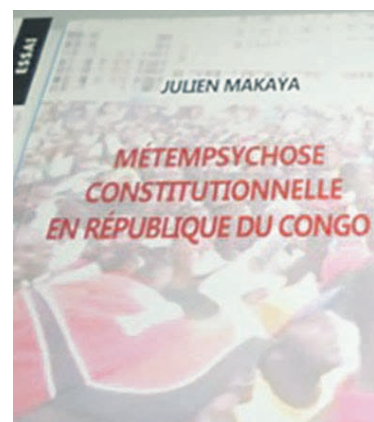 ESSAI
JULIEN MAKAYA
MÉTEMPSYCHOSE
CONSTITUTIONNELLE
EN RÉPUBLIQUE DU CONGO